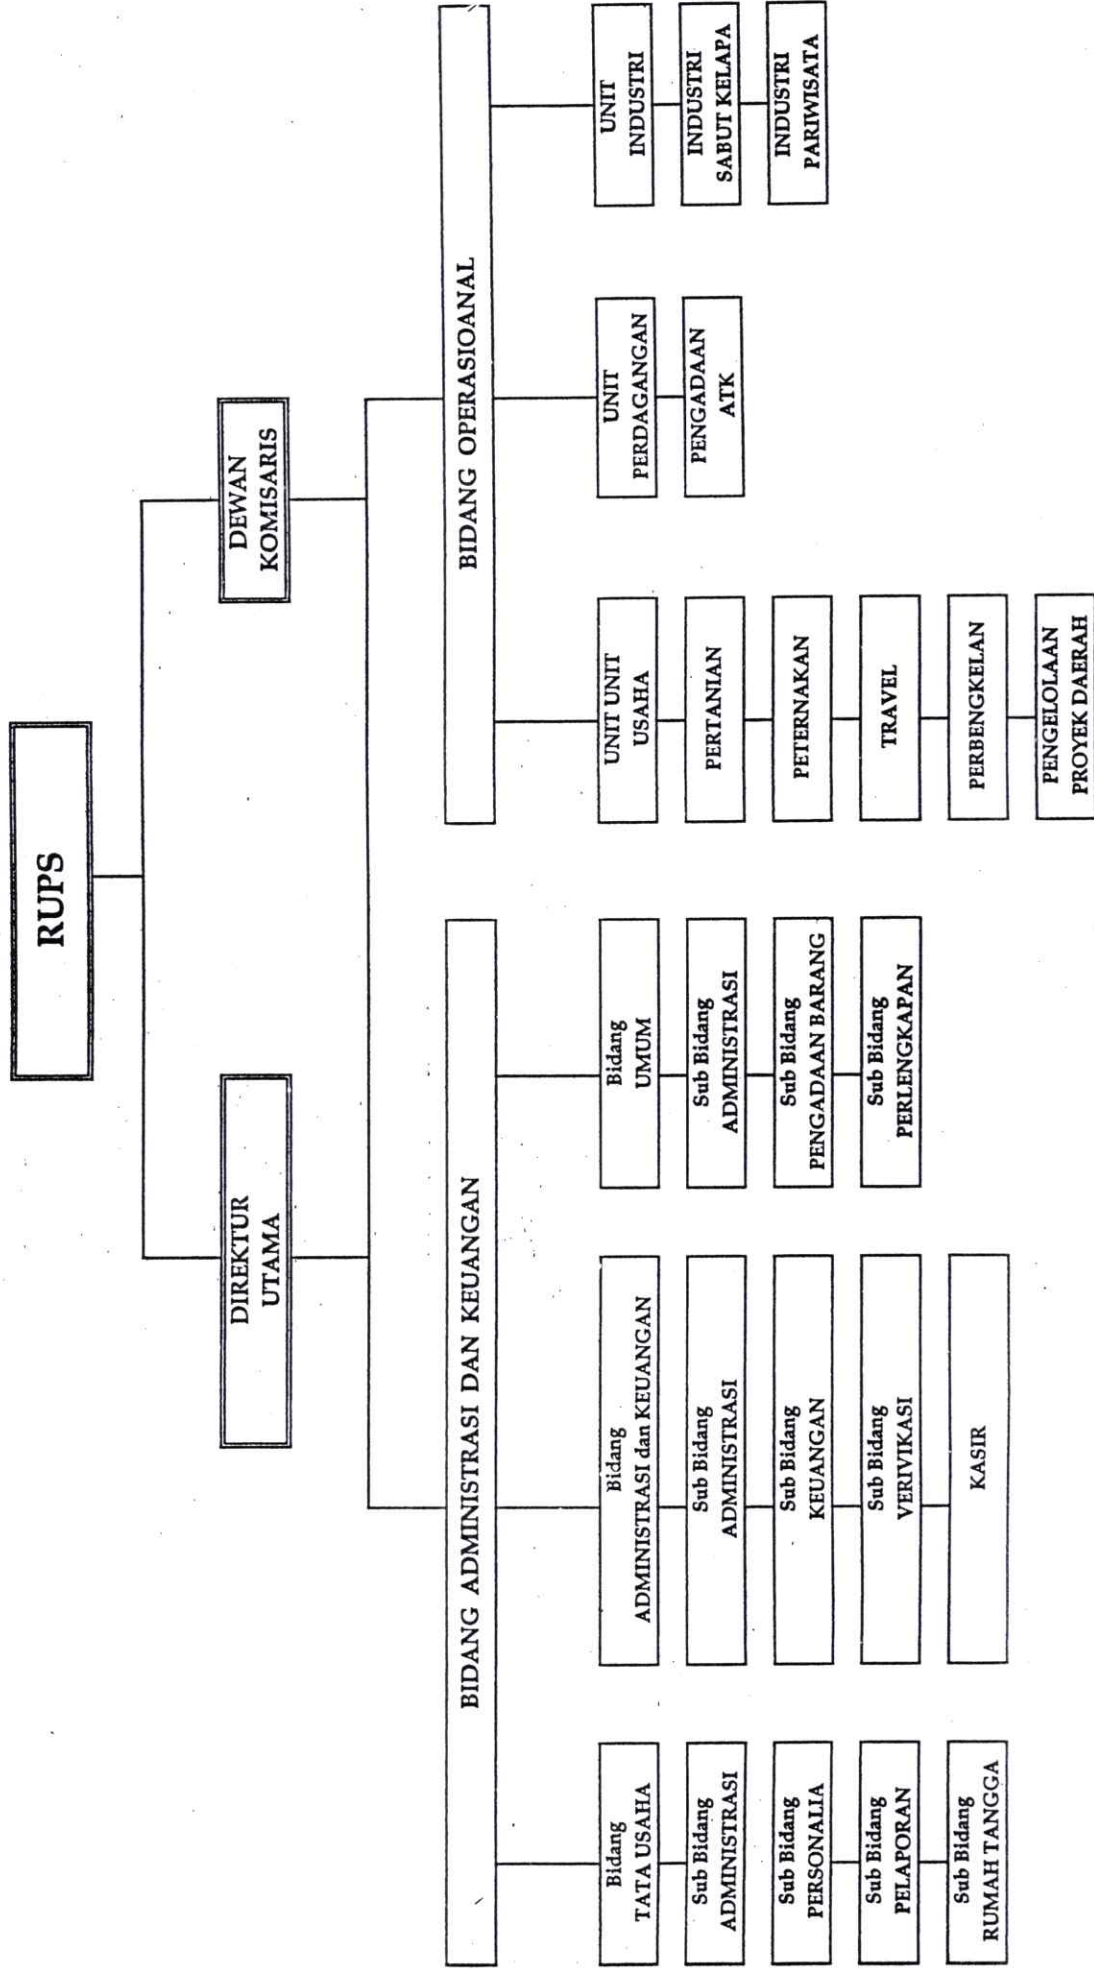 RUPS
DIREKTUR
UTAMA
DEWAN
KOMISARIS
BIDANG ADMINISTRASI DAN KEUANGAN
BIDANG OPERASIOANAL
Bidang
TATA USAHA
Sub Bidang
ADMINISTRASI
Sub Bidang
PERSONALIA
Sub Bidang
PELAPORAN
Sub Bidang
RUMAH TANGGA
Bidang
ADMINISTRASI dan KEUANGAN
Sub Bidang
ADMINISTRASI
Sub Bidang
KEUANGAN
Sub Bidang
VERIVIKASI
KASIR
Bidang
UMUM
Sub Bidang
ADMINISTRASI
Sub Bidang
PENGADAAN BARANG
Sub Bidang
PERLENGKAPAN
UNIT UNIT
USAHA
PERTANIAN
PETERNAKAN
TRAVEL
PERBENGKELAN
PENGELOLAAN
PROYEK DAERAH
UNIT
PERDAGANGAN
PENGADAAN
ATK
UNIT
INDUSTRI
INDUSTRI
SABUT KELAPA
INDUSTRI
PARIWISATA